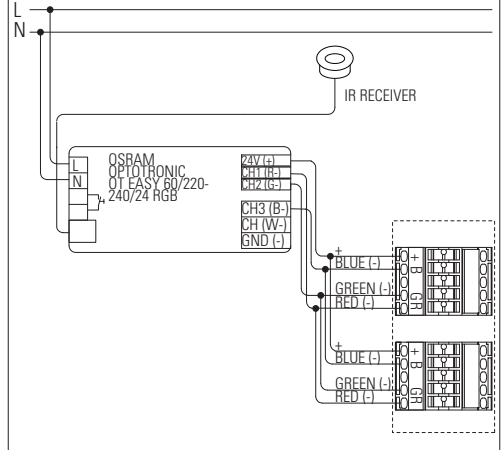 L
N
IR RECEIVER
L
N
OSRAM
OPTOTRONIC
OT EASY 60/220-
240/24 RGB
24V (+)
CH1 (R-)
CH2 (G-)
CH3 (B-)
CH (W-)
GND (-)
+
BLUE (-)
GREEN (-)
RED (-)
+ B GR
+
BLUE (-)
GREEN (-)
RED (-)
+ B GR